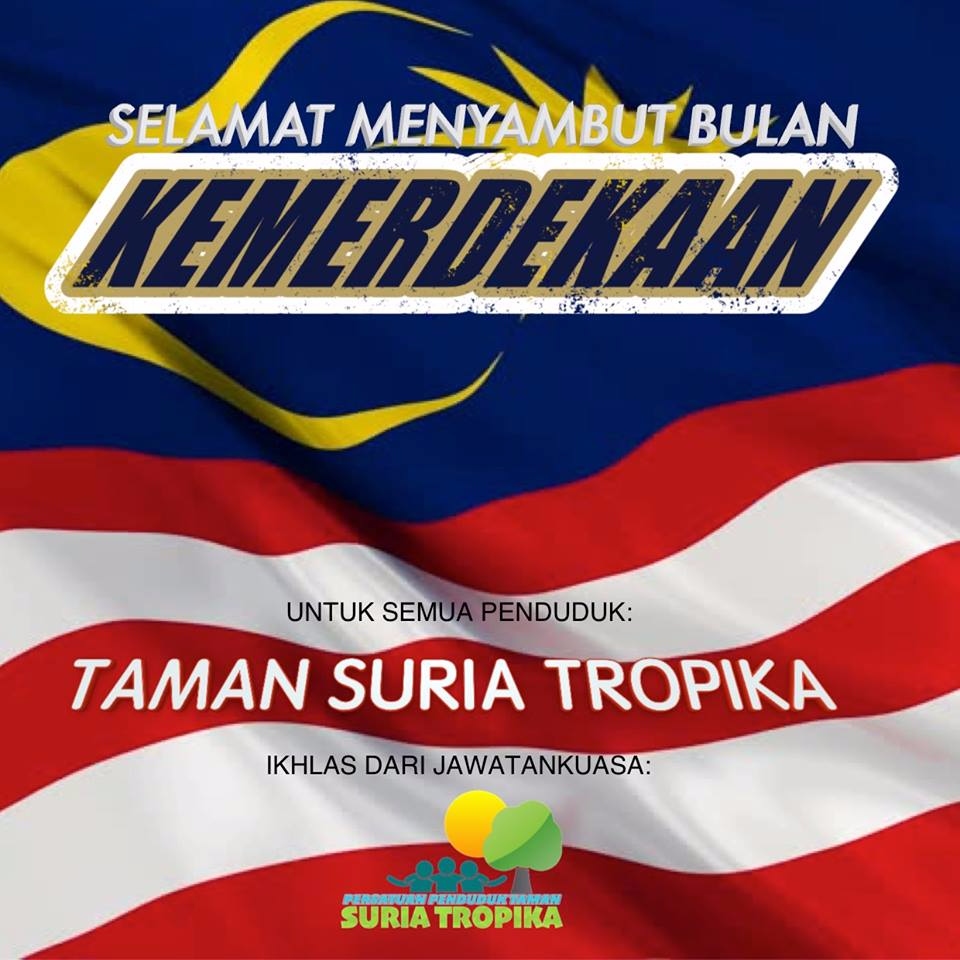 SELAMAT MENYAMBUT BULAN
KEMERDEKAAN
UNTUK SEMUA PENDUDUK:
TAMAN SURIA TROPIKA
IKHLAS DARI JAWATANKUASA:
PERSATUAN PENDUDUK TAMAN
SURIA TROPIKA